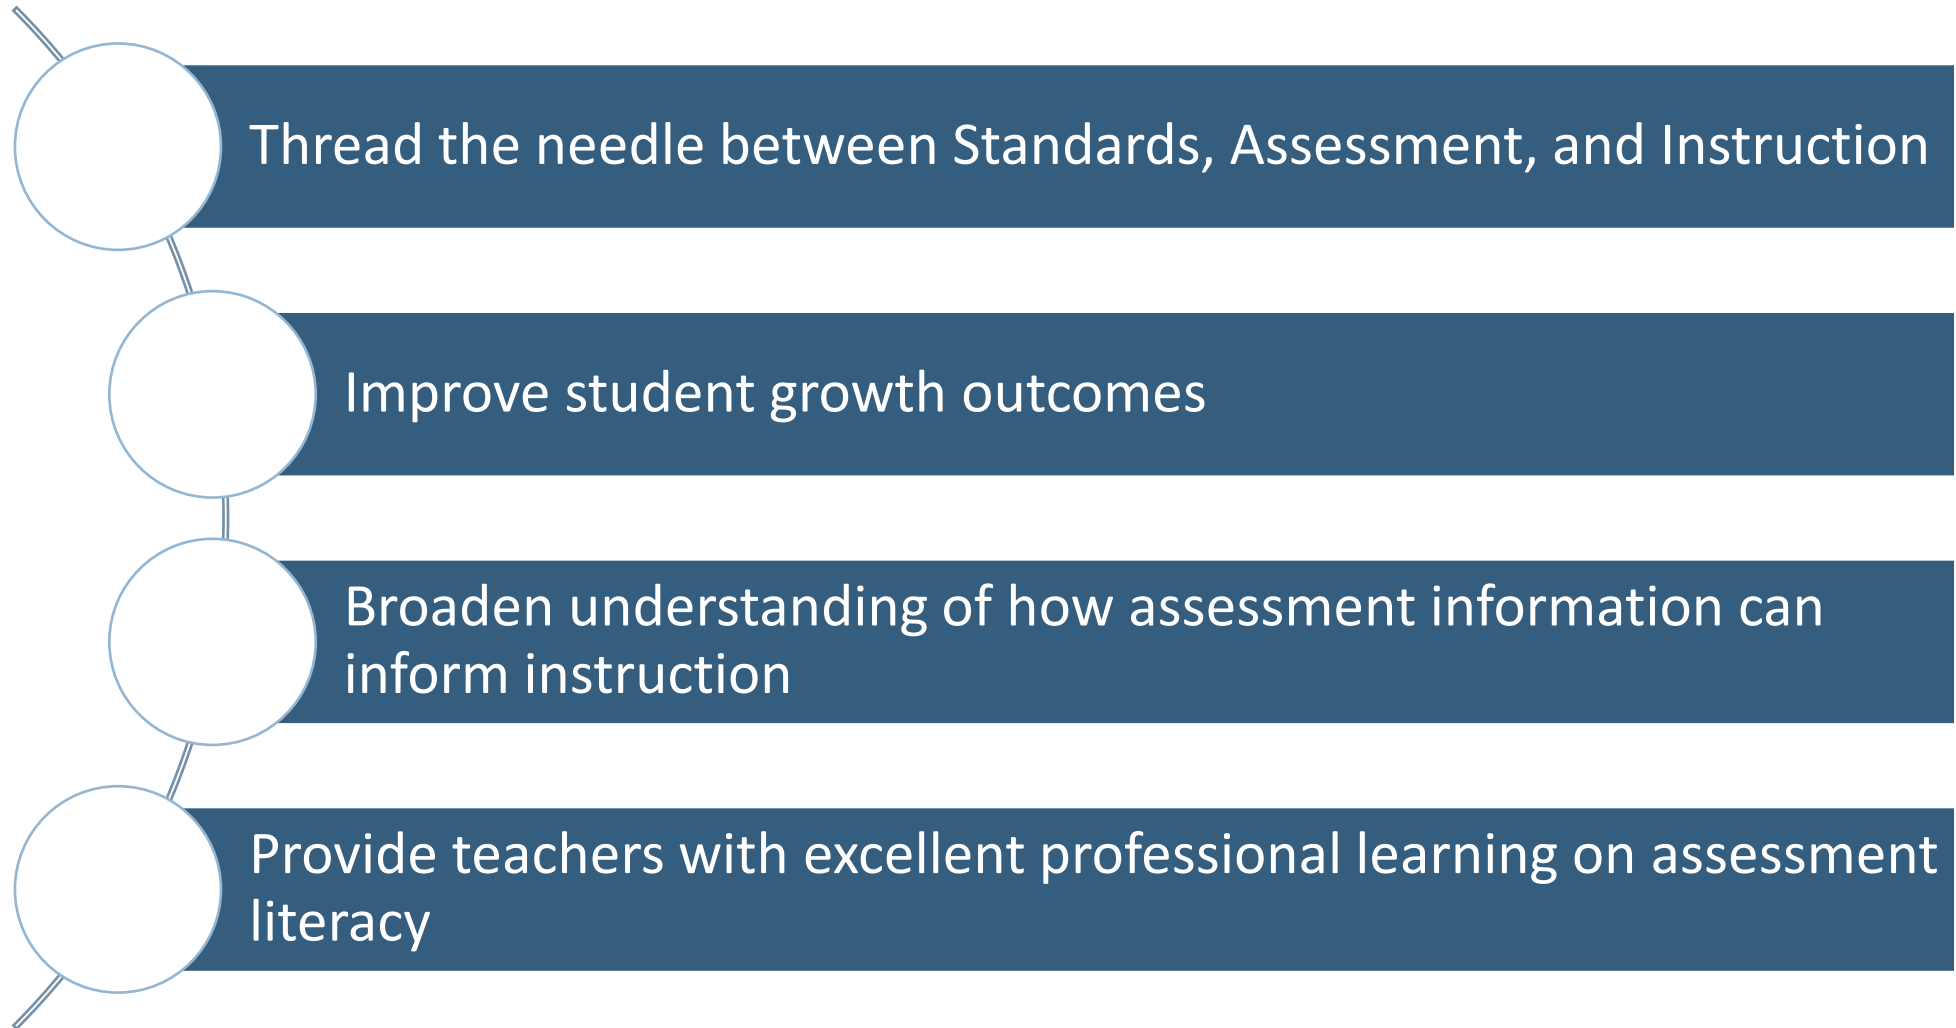 Thread the needle between Standards, Assessment, and Instruction
Improve student growth outcomes
Broaden understanding of how assessment information can
inform instruction
Provide teachers with excellent professional learning on assessment
literacy